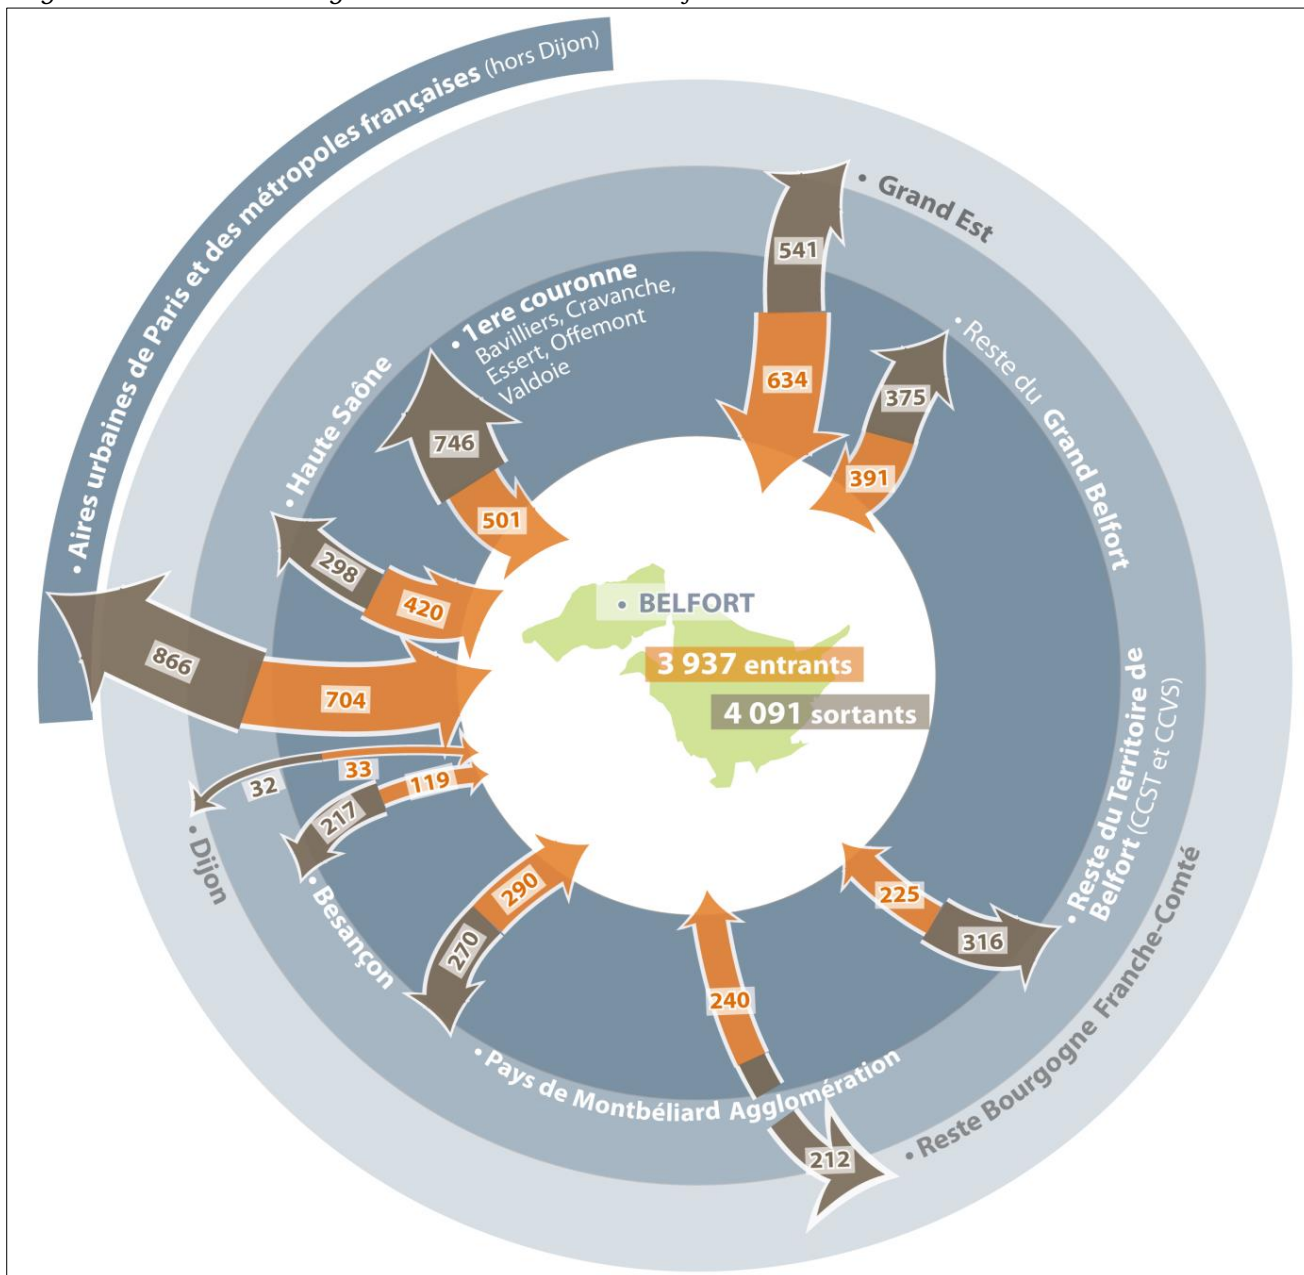 • Aires urbaines de Paris et des métropoles françaises (hors Dijon)
• Grand Est
541
634
• Reste du Grand Belfort
375
391
• 1ere couronne
Bavilliers, Cravanche,
Essert, Offemont
Valdoie
746
501
• Haute Saône
298
420
866
704
• BELFORT
3 937 entrants
4 091 sortants
32
33
• Dijon
217
119
• Besançon
270
290
• Pays de Montbéliard Agglomération
240
212
• Reste Bourgogne Franche-Comté
225
316
• Reste du Territoire de
Belfort (CCST et CCVS)